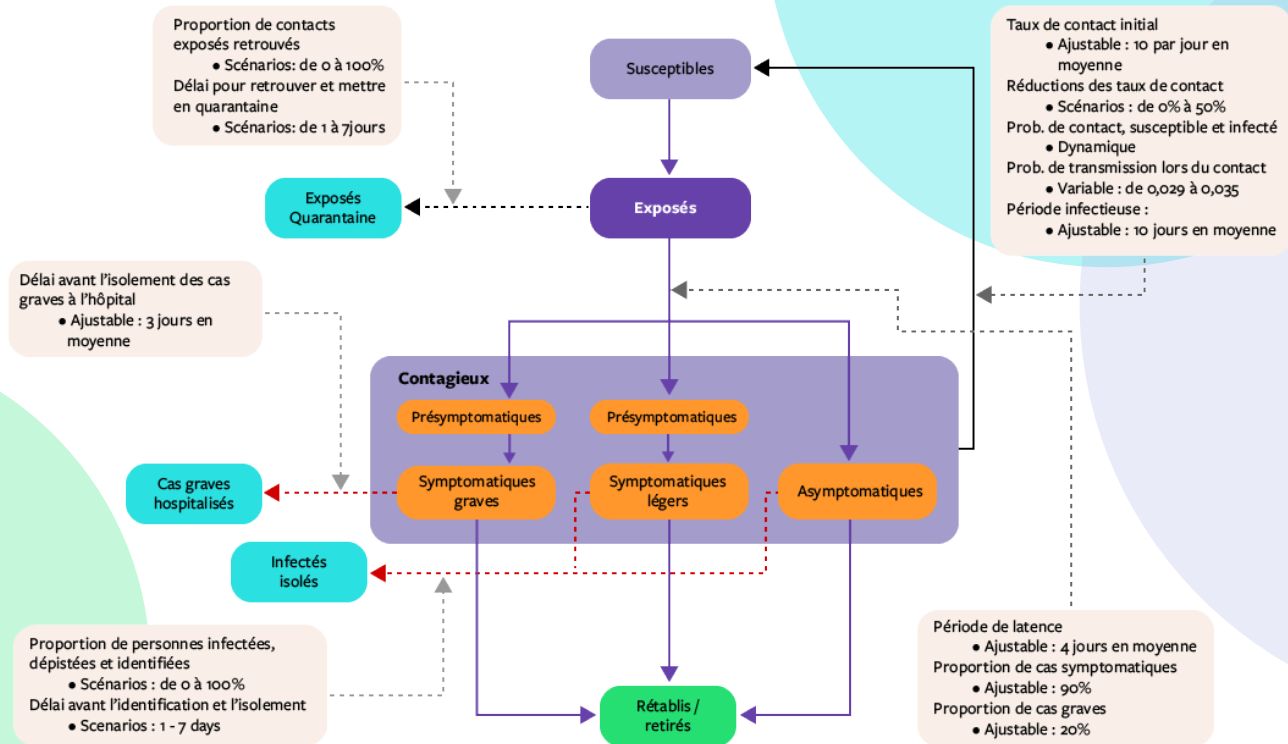 Proportion de contacts
exposés retrouvés
• Scénarios: de 0 à 100%
Délai pour retrouver et mettre
en quarantaine
• Scénarios: de 1 à 7jours
Susceptibles
Taux de contact initial
• Ajustable : 10 par jour en
moyenne
Réductions des taux de contact
• Scénarios : de 0% à 50%
Prob. de contact, susceptible et infecté
• Dynamique
Prob. de transmission lors du contact
• Variable : de 0,029 à 0,035
Période infectieuse :
• Ajustable : 10 jours en moyenne
Exposés
Quarantaine
Exposés
Délai avant l'isolement des cas
graves à l'hôpital
• Ajustable : 3 jours en
moyenne
Contagieux
Présymptomatiques
Présymptomatiques
Cas graves
hospitalisés
Symptomatiques
graves
Symptomatiques
légers
Asymptomatiques
Infectés
isolés
Proportion de personnes infectées,
dépistées et identifiées
• Scénarios : de 0 à 100%
Délai avant l'identification et l'isolement
• Scenarios : 1 - 7 days
Rétablis /
retirés
Période de latence
• Ajustable : 4 jours en moyenne
Proportion de cas symptomatiques
• Ajustable : 90%
Proportion de cas graves
• Ajustable : 20%